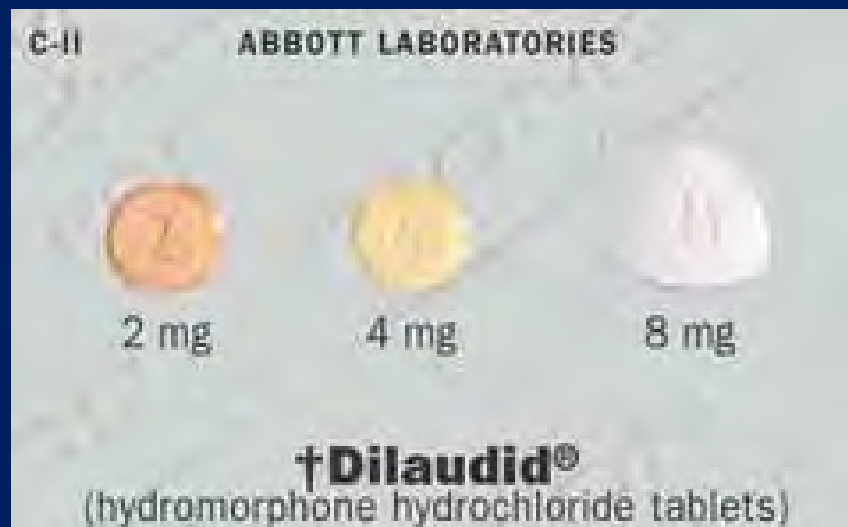 C-II ABBOTT LABORATORIES
2 mg 4 mg 8 mg
†Dilaudid®
(hydromorphone hydrochloride tablets)